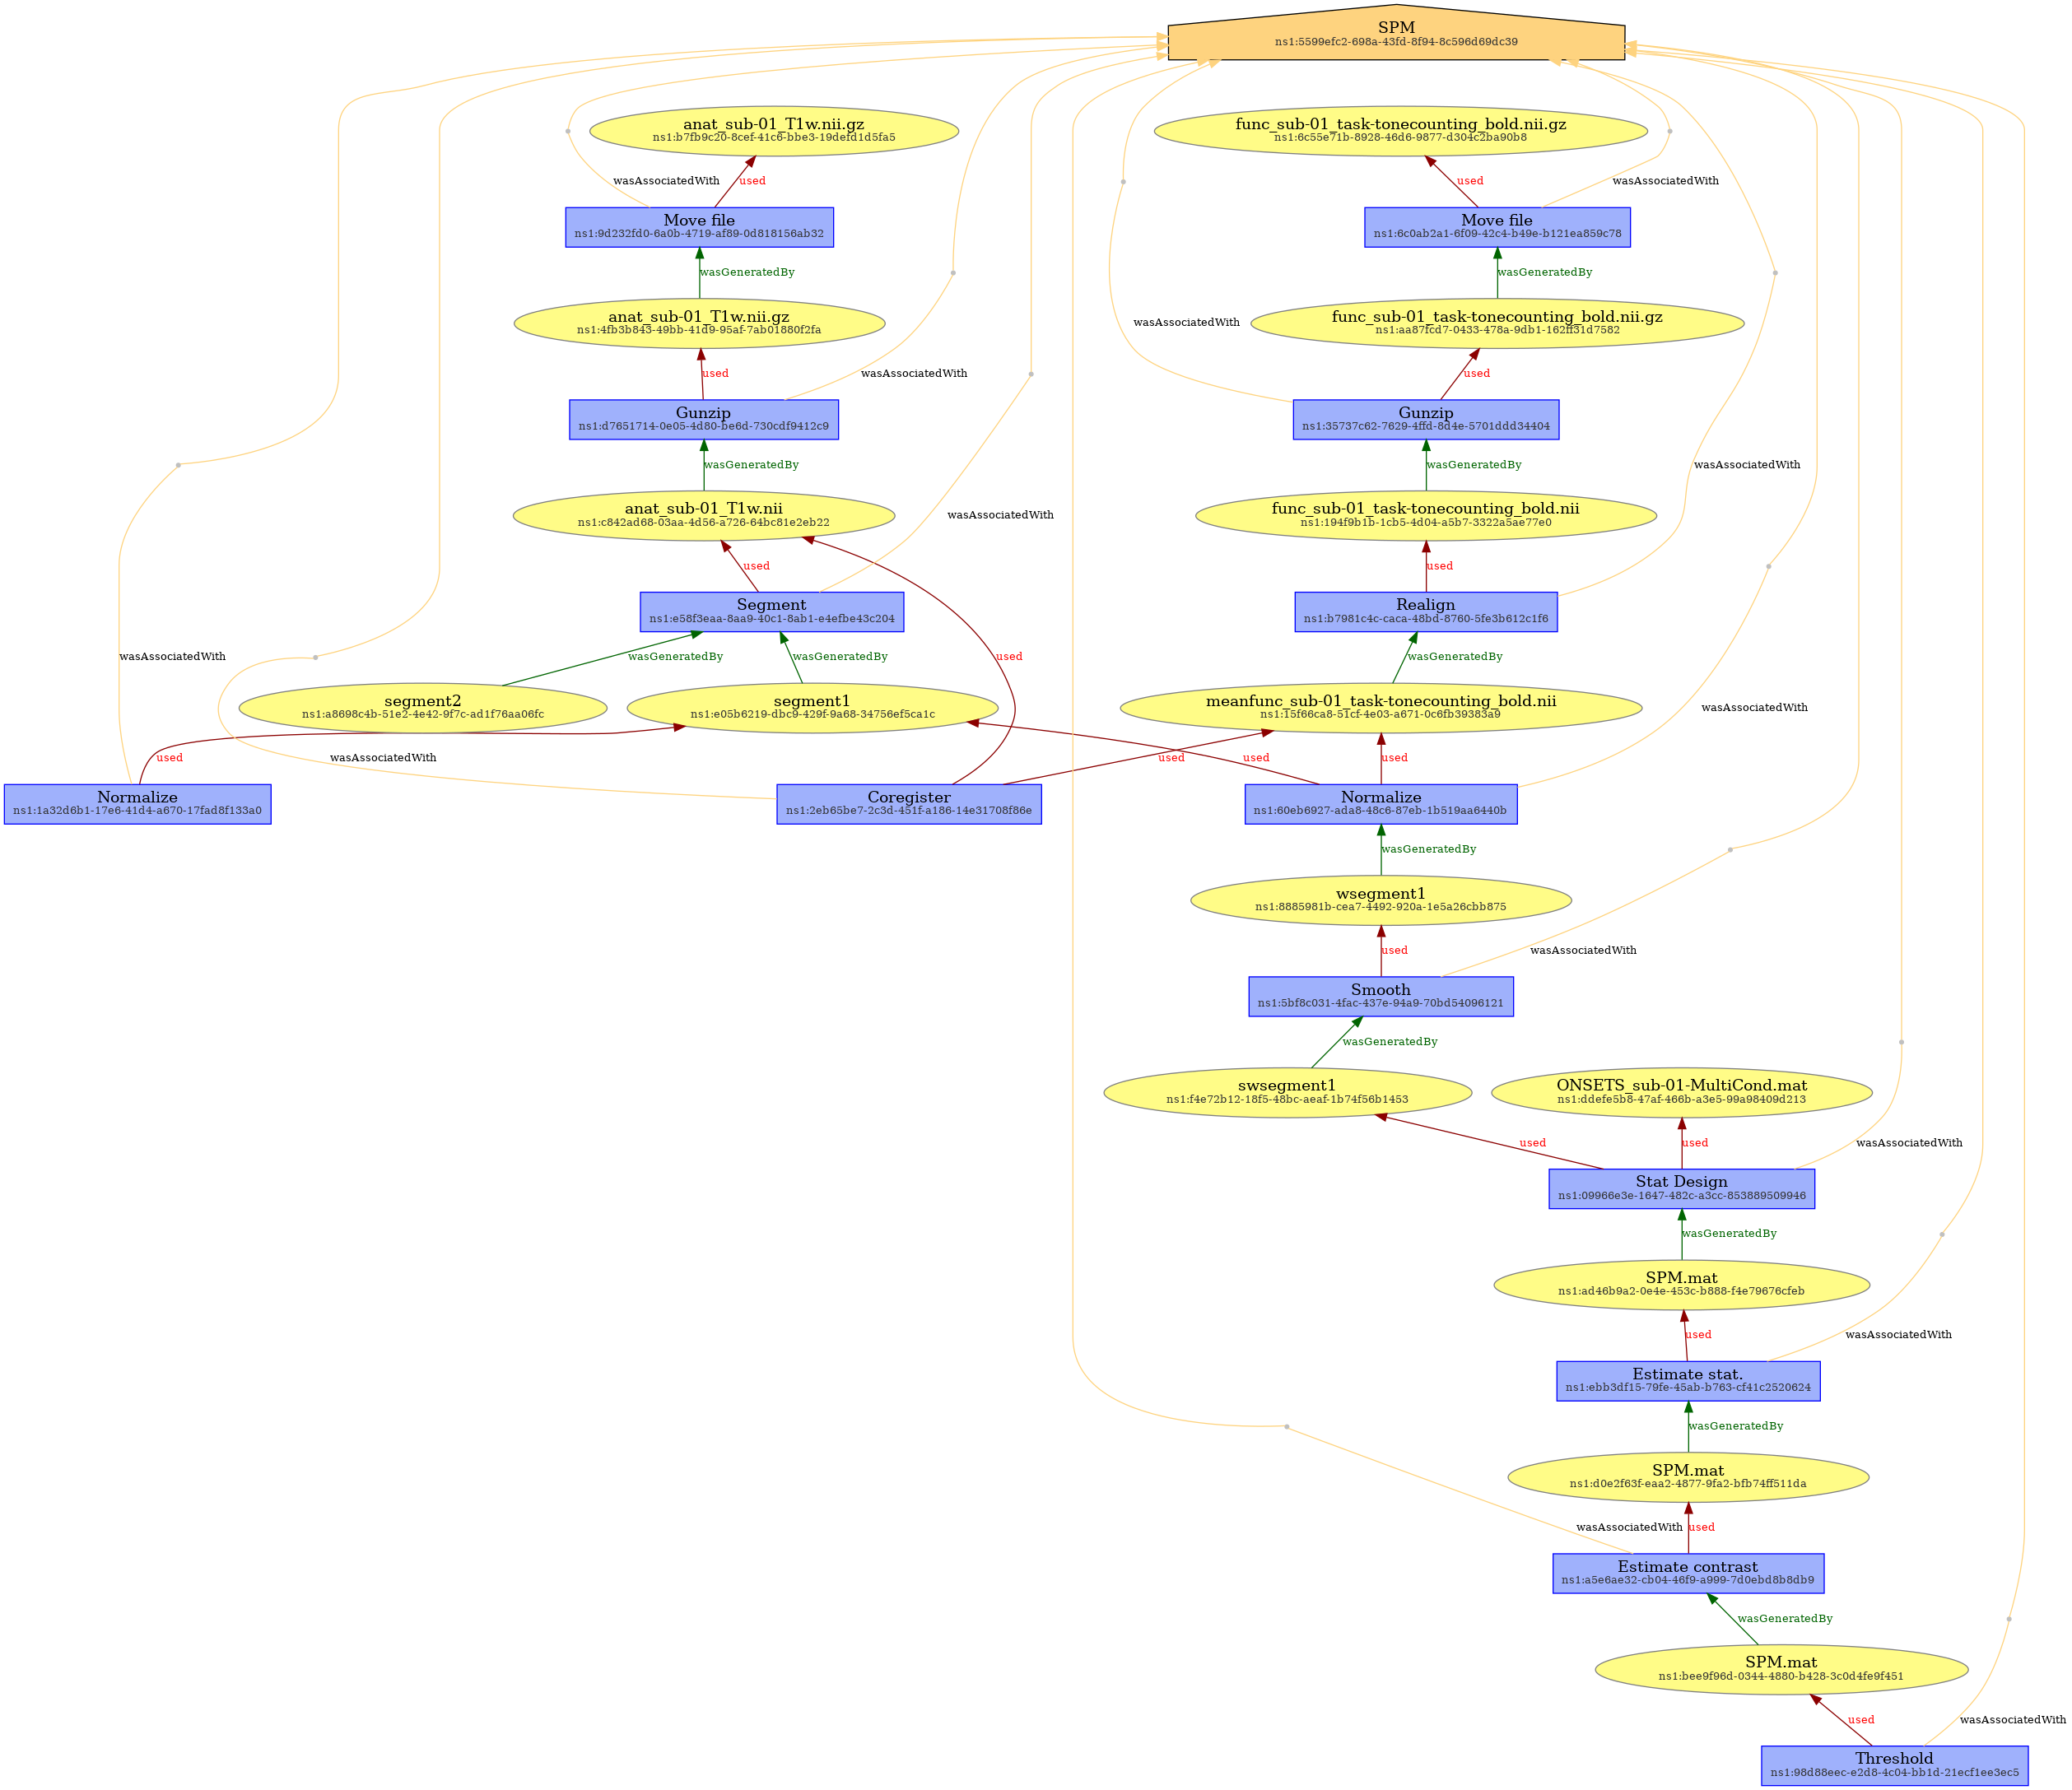 SPM
ns1:5599efc2-698a-43fd-8f94-8c596d69dc39
anat_sub-01_T1w.nii.gz
ns1:b7fb9c20-8cef-41c6-bbe3-19defd1d5fa5
func_sub-01_task-tonecounting_bold.nii.gz
ns1:6c55e71b-8928-46d6-9877-d304c2ba90b8
wasAssociatedWith
used
used
wasAssociatedWith
Move file
ns1:9d232fd0-6a0b-4719-af89-0d818156ab32
Move file
ns1:6c0ab2a1-6f09-42c4-b49e-b121ea859c78
wasGeneratedBy
wasGeneratedBy
anat_sub-01_T1w.nii.gz
ns1:4fb3b843-49bb-41d9-95af-7ab01880f2fa
wasAssociatedWith
func_sub-01_task-tonecounting_bold.nii.gz
ns1:aa87fcd7-0433-478a-9db1-162ff31d7582
used
wasAssociatedWith
used
Gunzip
ns1:d7651714-0e05-4d80-be6d-730cdf9412c9
Gunzip
ns1:35737c62-7629-4ffd-8d4e-5701ddd34404
wasGeneratedBy
wasGeneratedBy
wasAssociatedWith
anat_sub-01_T1w.nii
ns1:c842ad68-03aa-4d56-a726-64bc81e2eb22
wasAssociatedWith
func_sub-01_task-tonecounting_bold.nii
ns1:194f9b1b-1cb5-4d04-a5b7-3322a5ae77e0
used
used
Segment
ns1:e58f3eaa-8aa9-40c1-8ab1-e4efbe43c204
Realign
ns1:b7981c4c-caca-48bd-8760-5fe3b612c1f6
wasAssociatedWith
wasGeneratedBy
wasGeneratedBy
used
wasGeneratedBy
segment2
ns1:a8698c4b-51e2-4e42-9f7c-ad1f76aa06fc
segment1
ns1:e05b6219-dbc9-429f-9a68-34756ef5ca1c
meanfunc_sub-01_task-tonecounting_bold.nii
ns1:15f66ca8-51cf-4e03-a671-0c6fb39383a9
wasAssociatedWith
used
wasAssociatedWith
used
used
used
Normalize
ns1:1a32d6b1-17e6-41d4-a670-17fad8f133a0
Coregister
ns1:2eb65be7-2c3d-451f-a186-14e31708f86e
Normalize
ns1:60eb6927-ada8-48c6-87eb-1b519aa6440b
wasGeneratedBy
wsegment1
ns1:8885981b-cea7-4492-920a-1e5a26cbb875
used
wasAssociatedWith
Smooth
ns1:5bf8c031-4fac-437e-94a9-70bd54096121
wasGeneratedBy
swsegment1
ns1:f4e72b12-18f5-48bc-aeaf-1b74f56b1453
ONSETS_sub-01-MultiCond.mat
ns1:ddefe5b8-47af-466b-a3e5-99a98409d213
used
used
wasAssociatedWith
Stat Design
ns1:09966e3e-1647-482c-a3cc-853889509946
wasGeneratedBy
SPM.mat
ns1:ad46b9a2-0e4e-453c-b888-f4e79676cfeb
used
wasAssociatedWith
Estimate stat.
ns1:ebb3df15-79fe-45ab-b763-cf41c2520624
wasGeneratedBy
SPM.mat
ns1:d0e2f63f-eaa2-4877-9fa2-bfb74ff511da
wasAssociatedWith
used
Estimate contrast
ns1:a5e6ae32-cb04-46f9-a999-7d0ebd8b8db9
wasGeneratedBy
SPM.mat
ns1:bee9f96d-0344-4880-b428-3c0d4fe9f451
used
wasAssociatedWith
Threshold
ns1:98d88eec-e2d8-4c04-bb1d-21ecf1ee3ec5